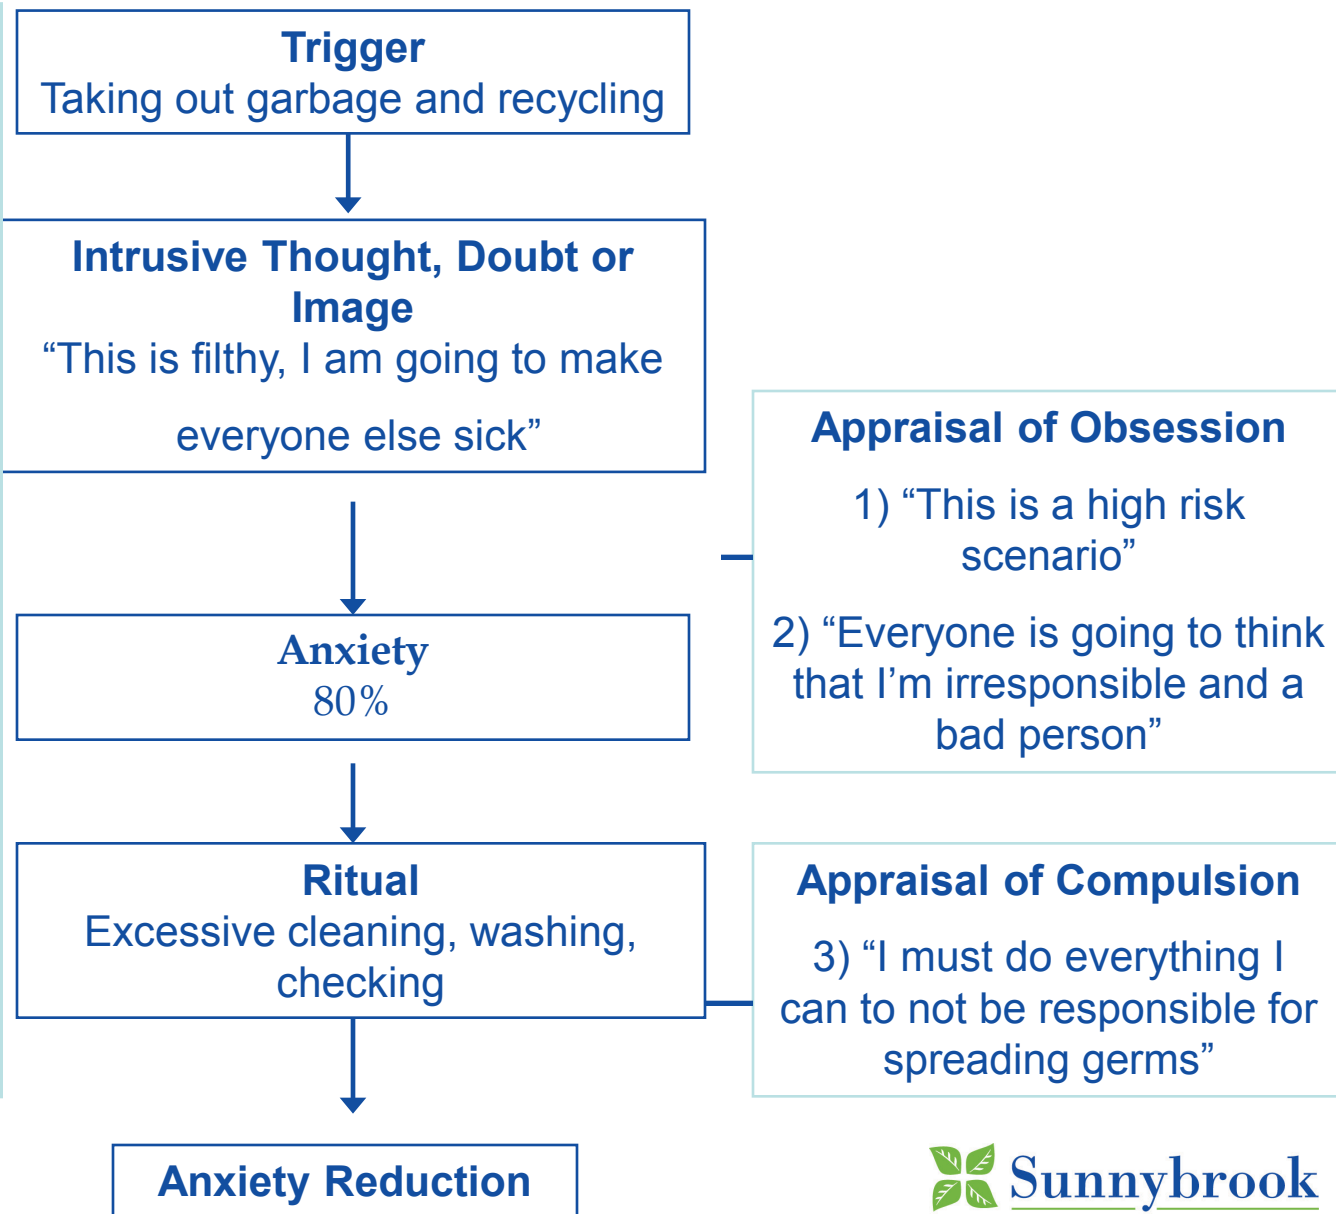 Trigger
Taking out garbage and recycling
Intrusive Thought, Doubt or
Image
“This is filthy, I am going to make
everyone else sick”
Appraisal of Obsession
1) “This is a high risk
scenario”
2) “Everyone is going to think
that I’m irresponsible and a
bad person”
Anxiety
80%
Ritual
Excessive cleaning, washing,
checking
Appraisal of Compulsion
3) “I must do everything I
can to not be responsible for
spreading germs”
Anxiety Reduction
Sunnybrook